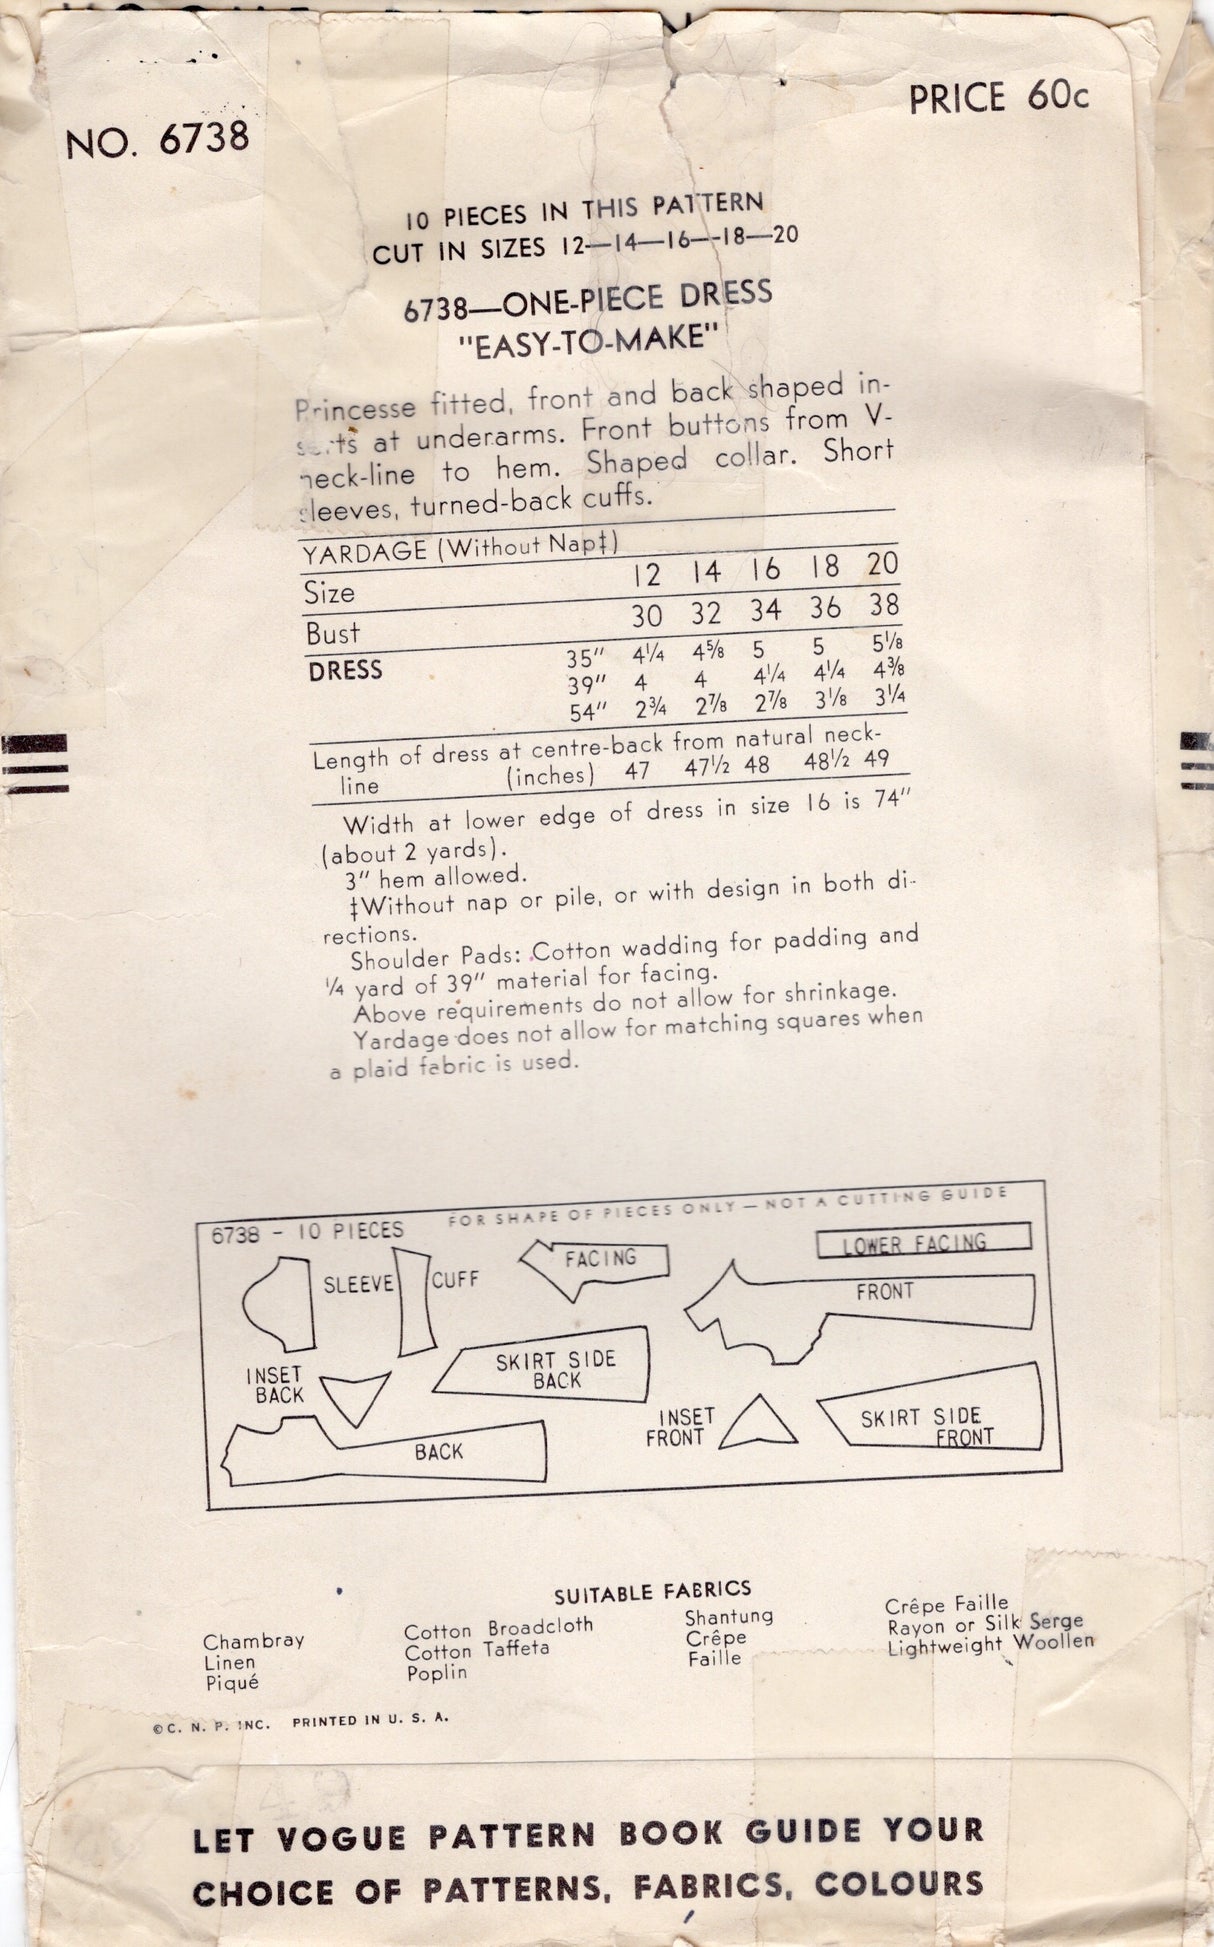 NO. 6738
PRICE 60c
10 PIECES IN THIS PATTERN
CUT IN SIZES 12—14—16—18—20
6738—ONE-PIECE DRESS
"EASY-TO-MAKE"
Princesse fitted, front and back shaped in-
serts at underarms. Front buttons from V-
neck-line to hem. Shaped collar. Short
sleeves, turned-back cuffs.
YARDAGE (Without Nap‡)
Size 12 14 16 18 20
Bust 30 32 34 36 38
DRESS 35" 4¼ 4⅝ 5 5 5⅛
39" 4 4 4¼ 4¼ 4⅜
54" 2¾ 2⅞ 2⅞ 3⅛ 3¼
Length of dress at centre-back from natural neck-
line (inches) 47 47½ 48 48½ 49
Width at lower edge of dress in size 16 is 74"
(about 2 yards).
3" hem allowed.
‡Without nap or pile, or with design in both di-
rections.
Shoulder Pads: Cotton wadding for padding and
¼ yard of 39" material for facing.
Above requirements do not allow for shrinkage.
Yardage does not allow for matching squares when
a plaid fabric is used.
6738 - 10 PIECES FOR SHAPE OF PIECES ONLY — NOT A CUTTING GUIDE
SLEEVE
CUFF
FACING
LOWER FACING
FRONT
INSET
BACK
SKIRT SIDE
BACK
BACK
INSET
FRONT
SKIRT SIDE
FRONT
SUITABLE FABRICS
Chambray
Linen
Piqué
Cotton Broadcloth
Cotton Taffeta
Poplin
Shantung
Crêpe
Faille
Crêpe Faille
Rayon or Silk Serge
Lightweight Woollen
©C. N. P. INC. PRINTED IN U. S. A.
LET VOGUE PATTERN BOOK GUIDE YOUR
CHOICE OF PATTERNS, FABRICS, COLOURS